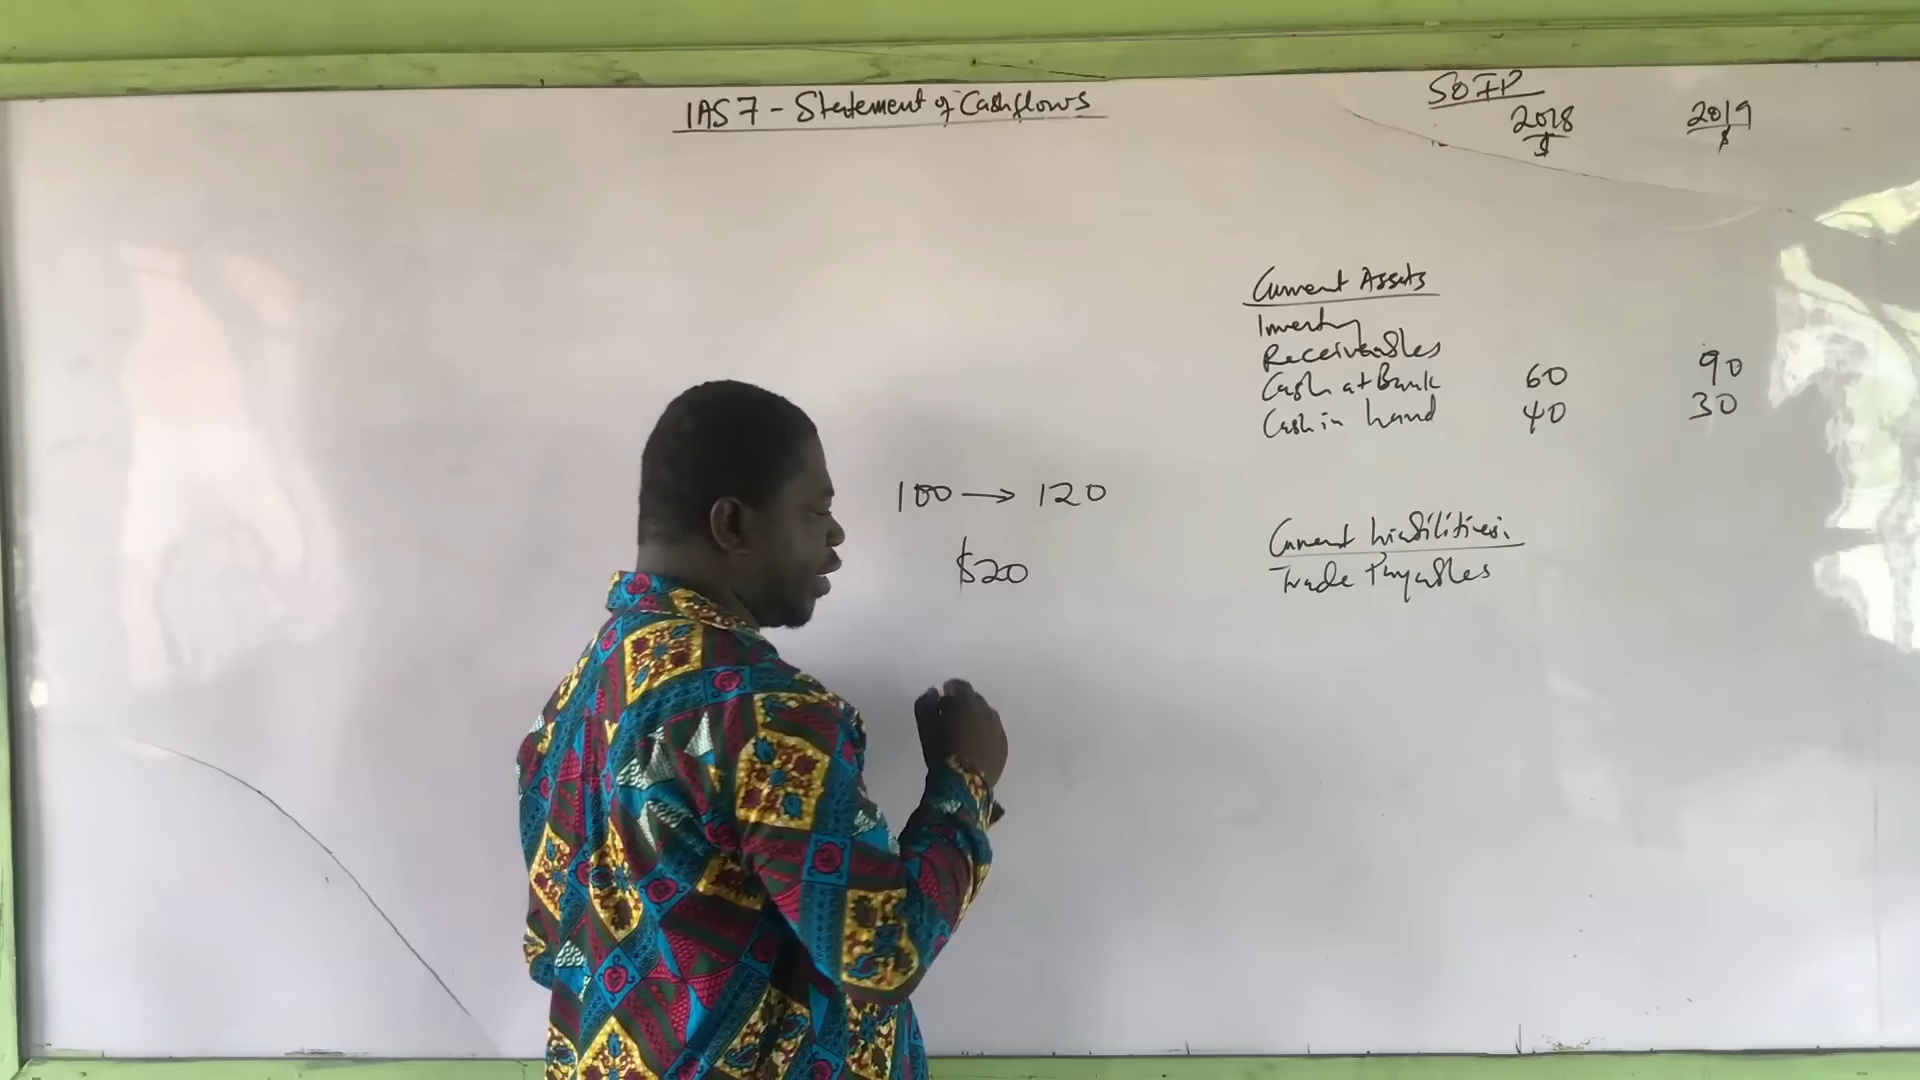 IAS 7 - Statement of Cashflows
SOFP
2018 2019
$ $
Current Assets
Inventory
Receiveables
Cash at Bank 60 90
Cash in hand 40 30
100 → 120
$20
Current Liabilities:
Trade Payables